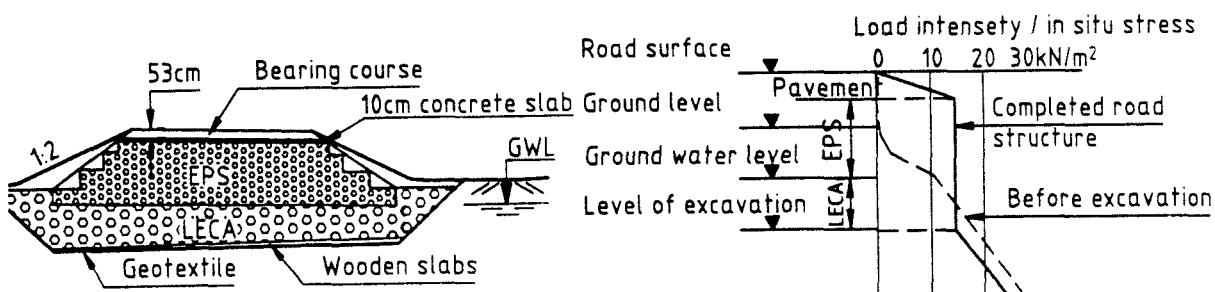 53cm
Bearing course
10cm concrete slab
1:2
GWL
EPS
(LECA)
Geotextile
Wooden slabs
Load intensety / in situ stress
Road surface
0 10 20 30kN/m²
Pavement
Ground level
Completed road
structure
EPS
Ground water level
LECA
Level of excavation
Before excavation